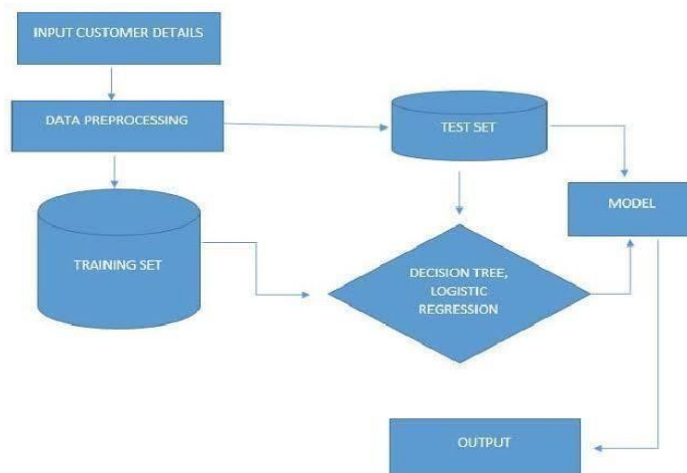 INPUT CUSTOMER DETAILS
DATA PREPROCESSING
TEST SET
MODEL
TRAINING SET
DECISION TREE,
LOGISTIC
REGRESSION
OUTPUT